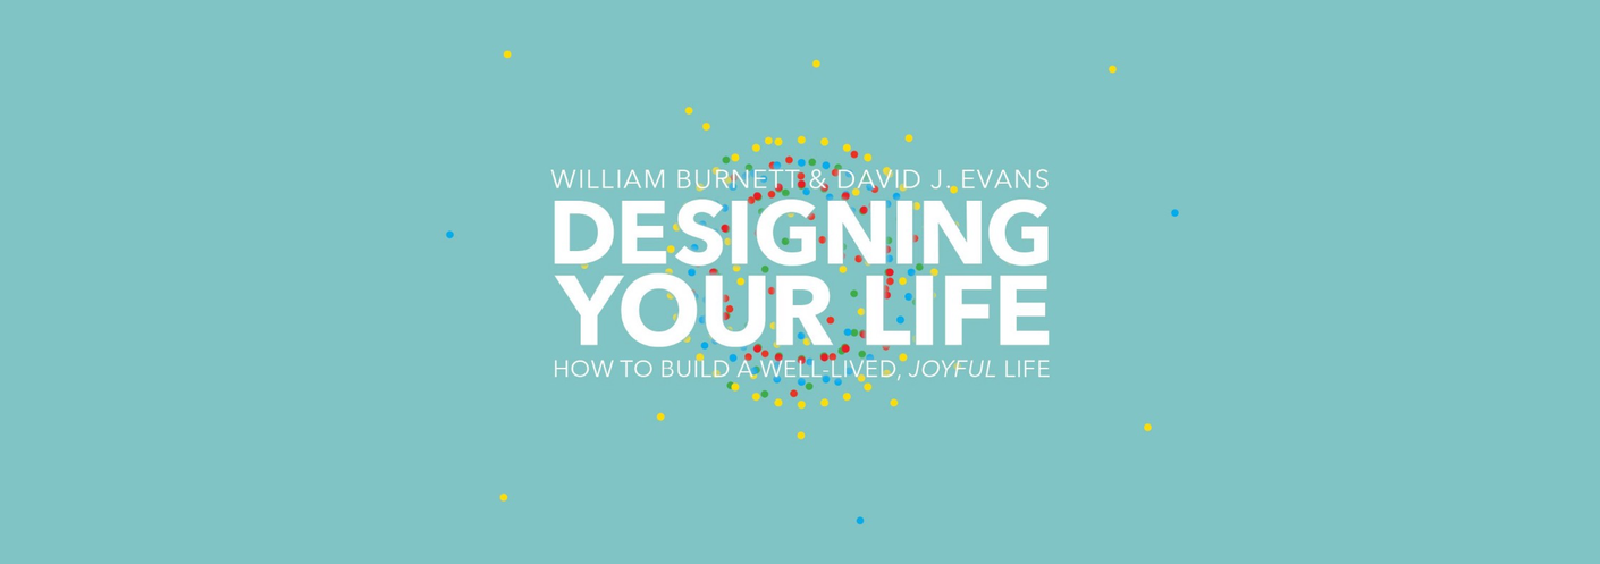 WILLIAM BURNETT & DAVID J. EVANS
DESIGNING
YOUR LIFE
HOW TO BUILD A WELL-LIVED, JOYFUL LIFE